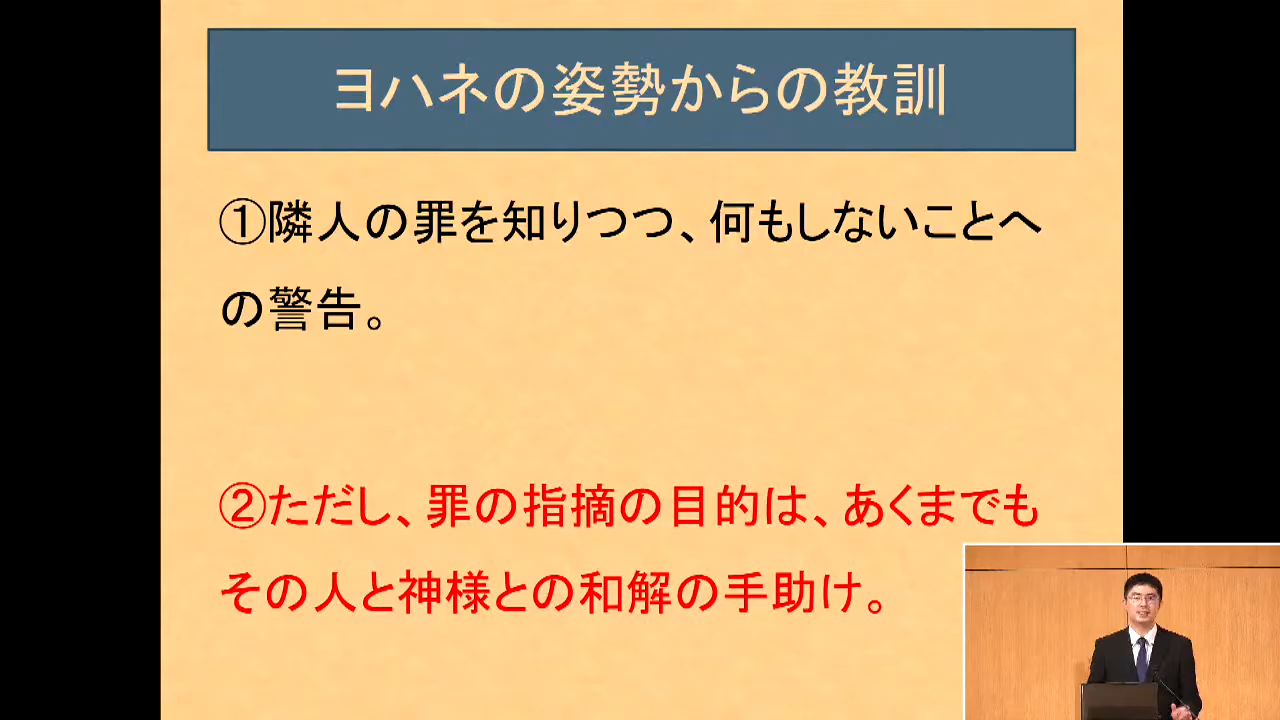 ヨハネの姿勢からの教訓
①隣人の罪を知りつつ、何もしないことへ
の警告。
②ただし、罪の指摘の目的は、あくまでも
その人と神様との和解の手助け。